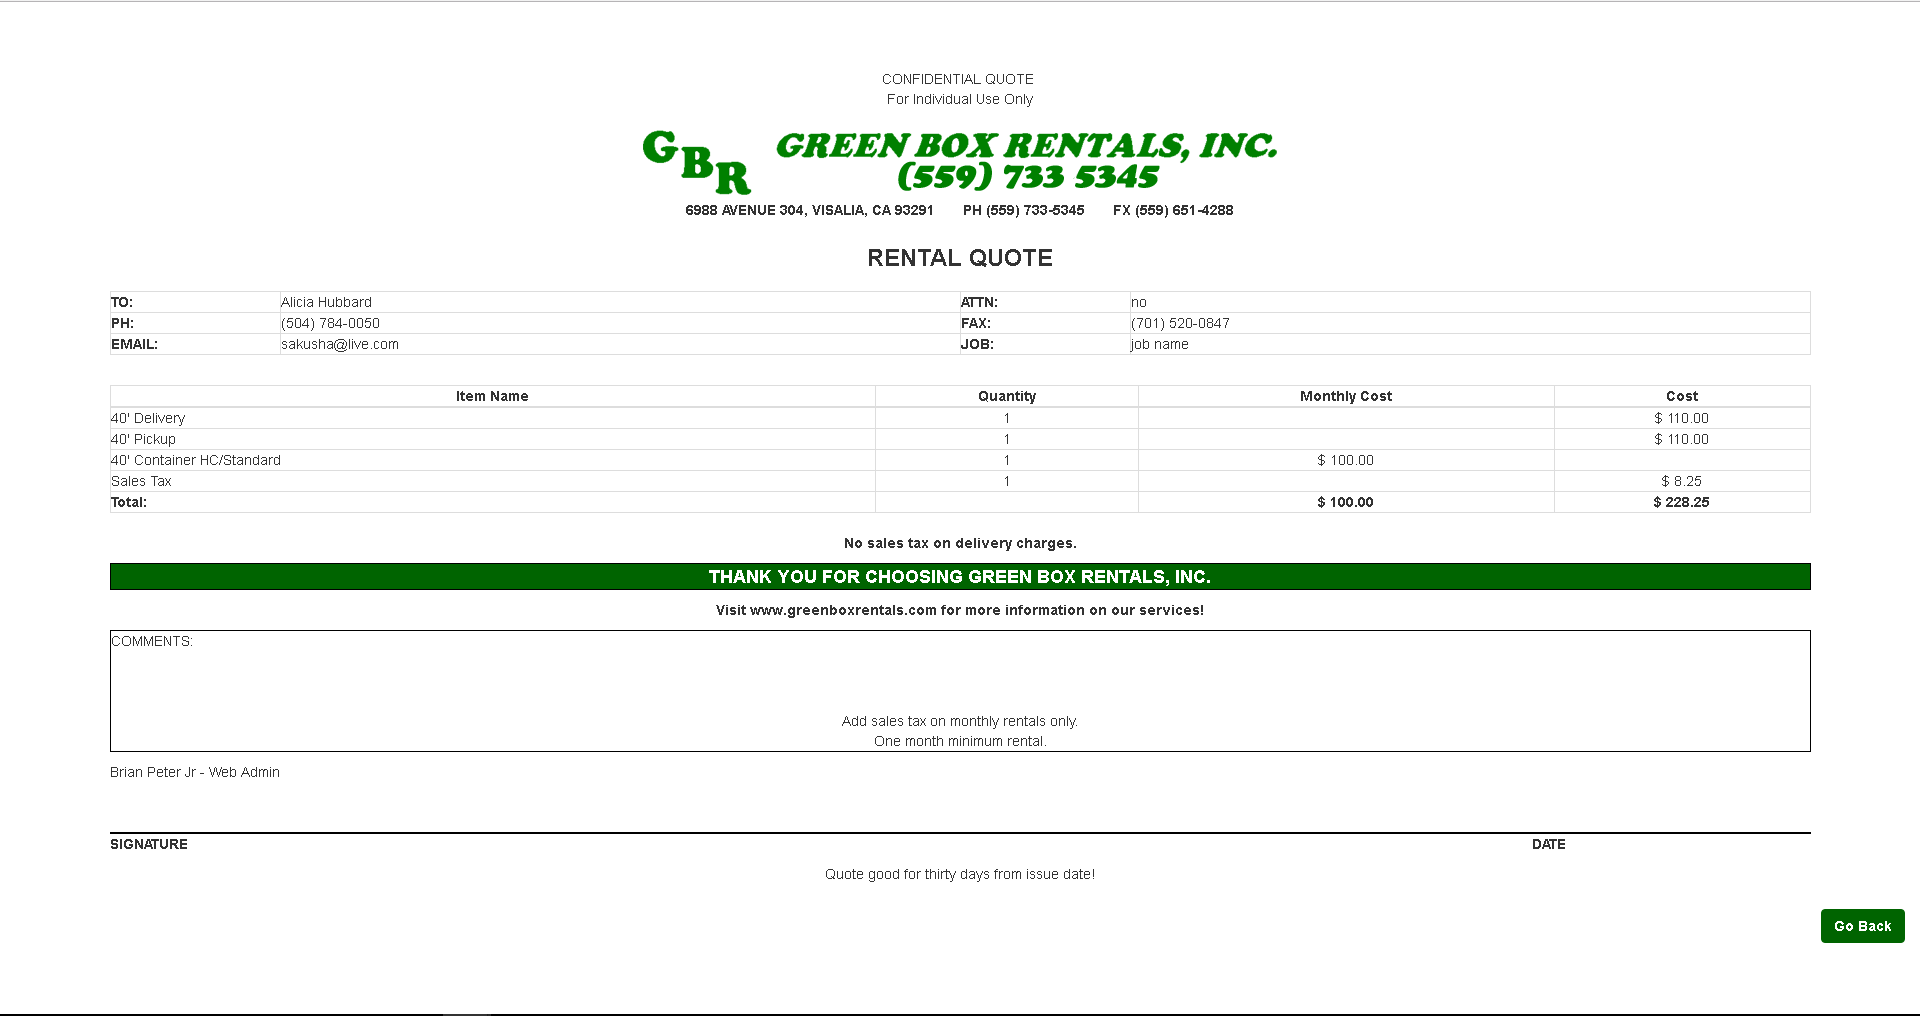 CONFIDENTIAL QUOTE
For Individual Use Only
GBR GREEN BOX RENTALS, INC.
(559) 733 5345
6988 AVENUE 304, VISALIA, CA 93291 PH (559) 733-5345 FX (559) 651-4288
RENTAL QUOTE
TO: Alicia Hubbard ATTN: no
PH: (504) 784-0050 FAX: (701) 520-0847
EMAIL: sakusha@live.com JOB: job name
Item Name Quantity Monthly Cost Cost
40' Delivery 1 $ 110.00
40' Pickup 1 $ 110.00
40' Container HC/Standard 1 $ 100.00
Sales Tax 1 $ 8.25
Total: $ 100.00 $ 228.25
No sales tax on delivery charges.
THANK YOU FOR CHOOSING GREEN BOX RENTALS, INC.
Visit www.greenboxrentals.com for more information on our services!
COMMENTS:
Add sales tax on monthly rentals only.
One month minimum rental.
Brian Peter Jr - Web Admin
SIGNATURE DATE
Quote good for thirty days from issue date!
Go Back